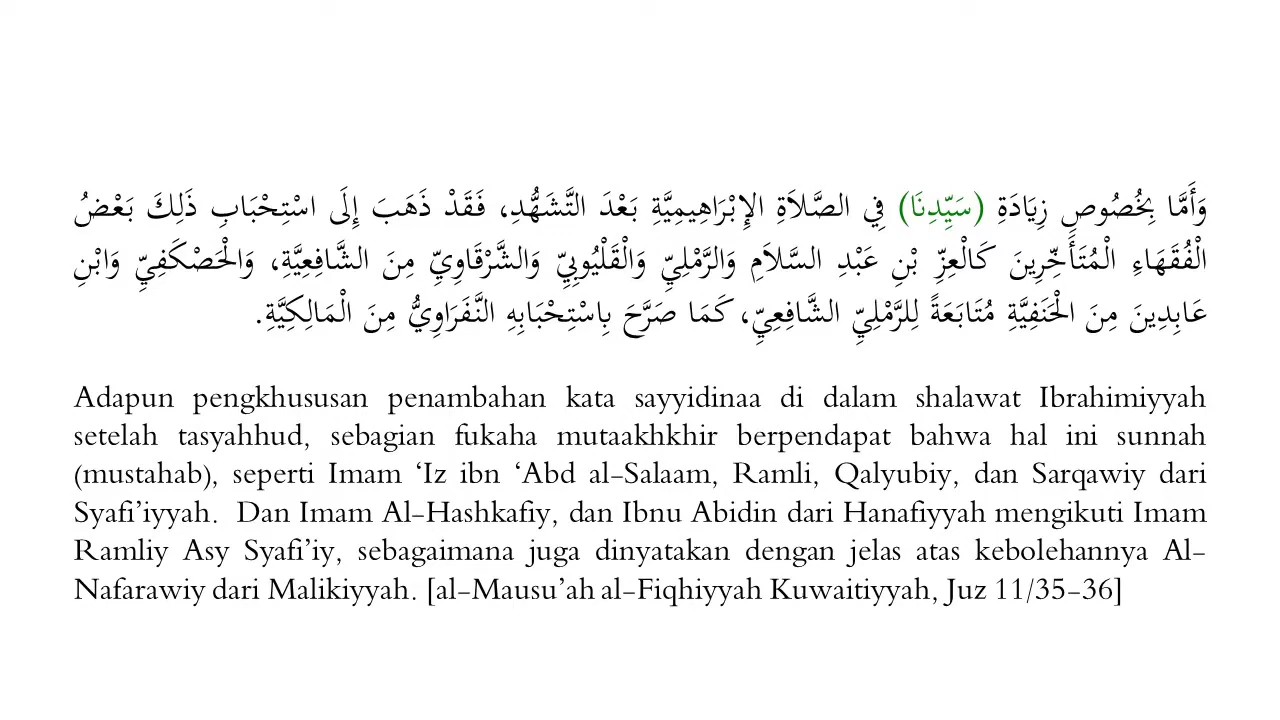 وَأَمَّا بِخُصُوصِ زِيَادَةِ (سَيِّدِنَا) فِي الصَّلاَةِ الإِبْرَاهِيمِيَّةِ بَعْدَ التَّشَهُّدِ، فَقَدْ ذَهَبَ إِلَى اسْتِحْبَابِ ذَلِكَ بَعْضُ
الْفُقَهَاءِ الْمُتَأَخِّرِينَ كَالْعِزِّ بْنِ عَبْدِ السَّلاَمِ وَالرَّمْلِيِّ وَالْقَلْيُوبِيِّ وَالشَّرْقَاوِيِّ مِنَ الشَّافِعِيَّةِ، وَالْحَصْكَفِيِّ وَابْنِ
عَابِدِينَ مِنَ الْحَنَفِيَّةِ مُتَابَعَةً لِلرَّمْلِيِّ الشَّافِعِيِّ، كَمَا صَرَّحَ بِاسْتِحْبَابِهِ النَّفَرَاوِيُّ مِنَ الْمَالِكِيَّةِ.
Adapun pengkhususan penambahan kata sayyidinaa di dalam shalawat Ibrahimiyyah
setelah tasyahhud, sebagian fukaha mutaakhkhir berpendapat bahwa hal ini sunnah
(mustahab), seperti Imam ‘Iz ibn ‘Abd al-Salaam, Ramli, Qalyubiy, dan Sarqawiy dari
Syafi’iyyah. Dan Imam Al-Hashkafiy, dan Ibnu Abidin dari Hanafiyyah mengikuti Imam
Ramliy Asy Syafi’iy, sebagaimana juga dinyatakan dengan jelas atas kebolehannya Al-
Nafarawiy dari Malikiyyah. [al-Mausu’ah al-Fiqhiyyah Kuwaitiyyah, Juz 11/35-36]